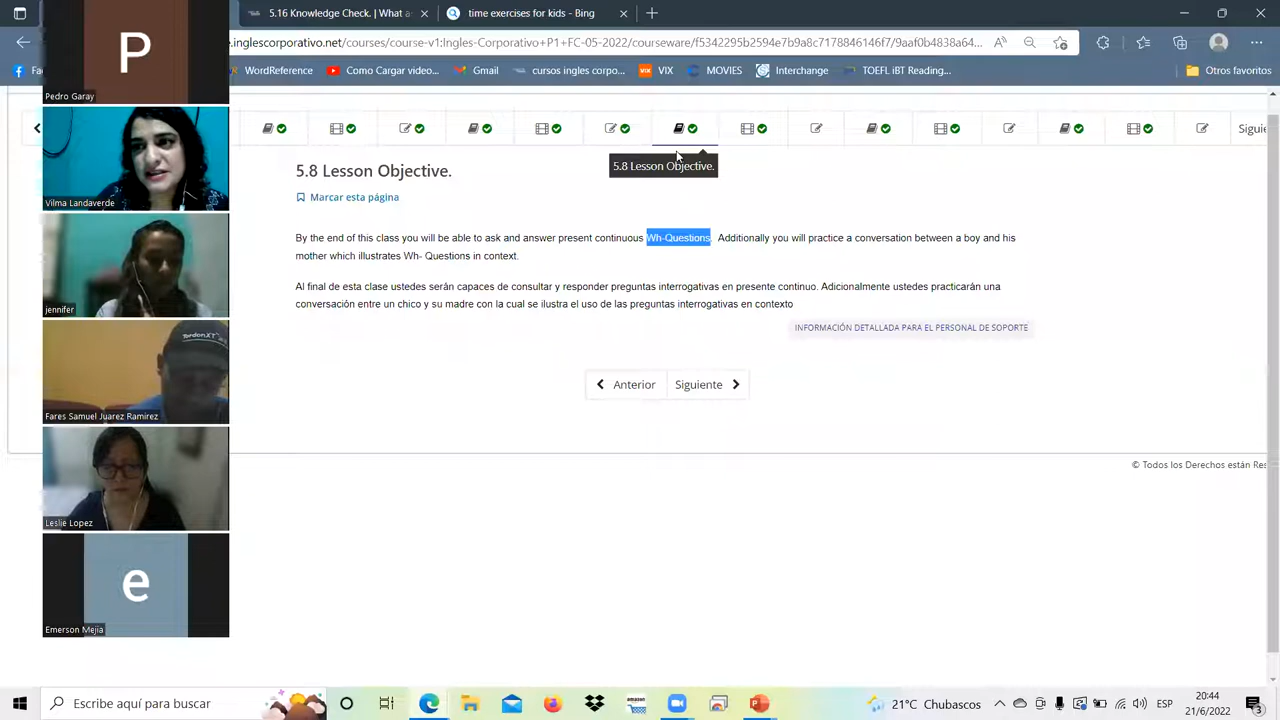 5.16 Knowledge Check. | What a
time exercises for kids - Bing
P
Pedro Garay
e.inglescorporativo.net/courses/course-v1:Ingles-Corporativo+P1+FC-05-2022/courseware/f5342295b2594e7b9a8c7178846146f7/9aaf0b4838a64...
Fa
WordReference
Como Cargar video...
Gmail
cursos ingles corpo...
VIX
VIX
MOVIES
Interchange
TOEFL iBT Reading...
Otros favoritos
Siguie
5.8 Lesson Objective.
5.8 Lesson Objective.
Marcar esta página
By the end of this class you will be able to ask and answer present continuous Wh-Questions. Additionally you will practice a conversation between a boy and his
mother which illustrates Wh- Questions in context.
Al final de esta clase ustedes serán capaces de consultar y responder preguntas interrogativas en presente continuo. Adicionalmente ustedes practicarán una
conversación entre un chico y su madre con la cual se ilustra el uso de las preguntas interrogativas en contexto
INFORMACIÓN DETALLADA PARA EL PERSONAL DE SOPORTE
Anterior
Siguiente
© Todos los Derechos están Res
Vilma Landaverde
jennifer
Fares Samuel Juarez Ramirez
Leslie Lopez
e
Emerson Mejia
Escribe aquí para buscar
amazon
21°C Chubascos
ESP
20:44
21/6/2022
3